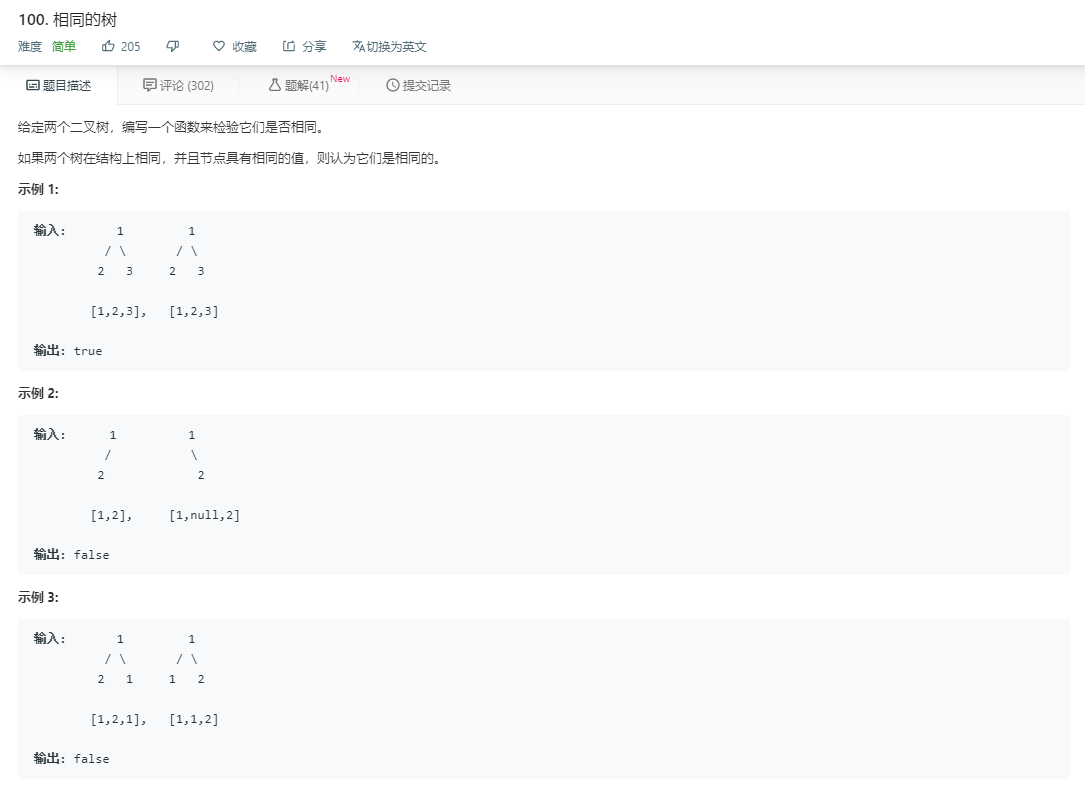 100. 相同的树
难度 简单 205 收藏 分享 切换为英文
题目描述 评论 (302) 题解(41) New 提交记录
给定两个二叉树，编写一个函数来检验它们是否相同。
如果两个树在结构上相同，并且节点具有相同的值，则认为它们是相同的。
示例 1:
输入: 1 1
/ \ / \
2 3 2 3
[1,2,3], [1,2,3]
输出: true
示例 2:
输入: 1 1
/ \
2 2
[1,2], [1,null,2]
输出: false
示例 3:
输入: 1 1
/ \ / \
2 1 1 2
[1,2,1], [1,1,2]
输出: false